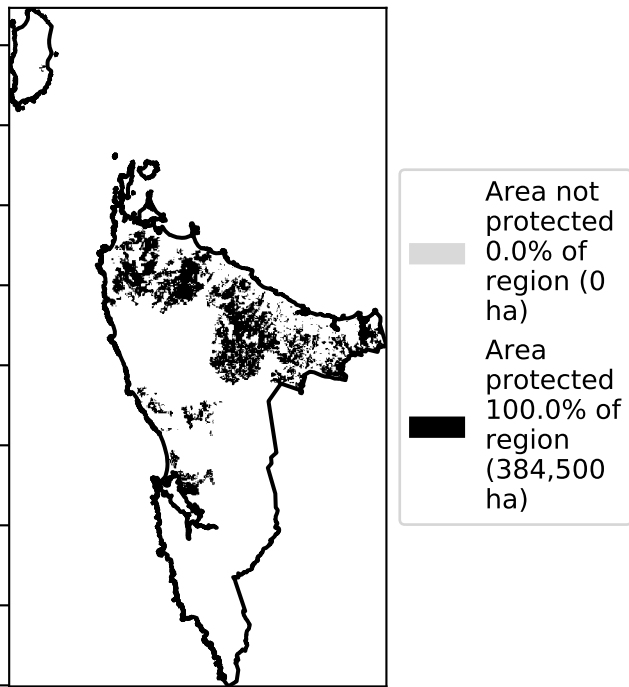 Area not
protected
0.0% of
region (0
ha)
Area
protected
100.0% of
region
(384,500
ha)